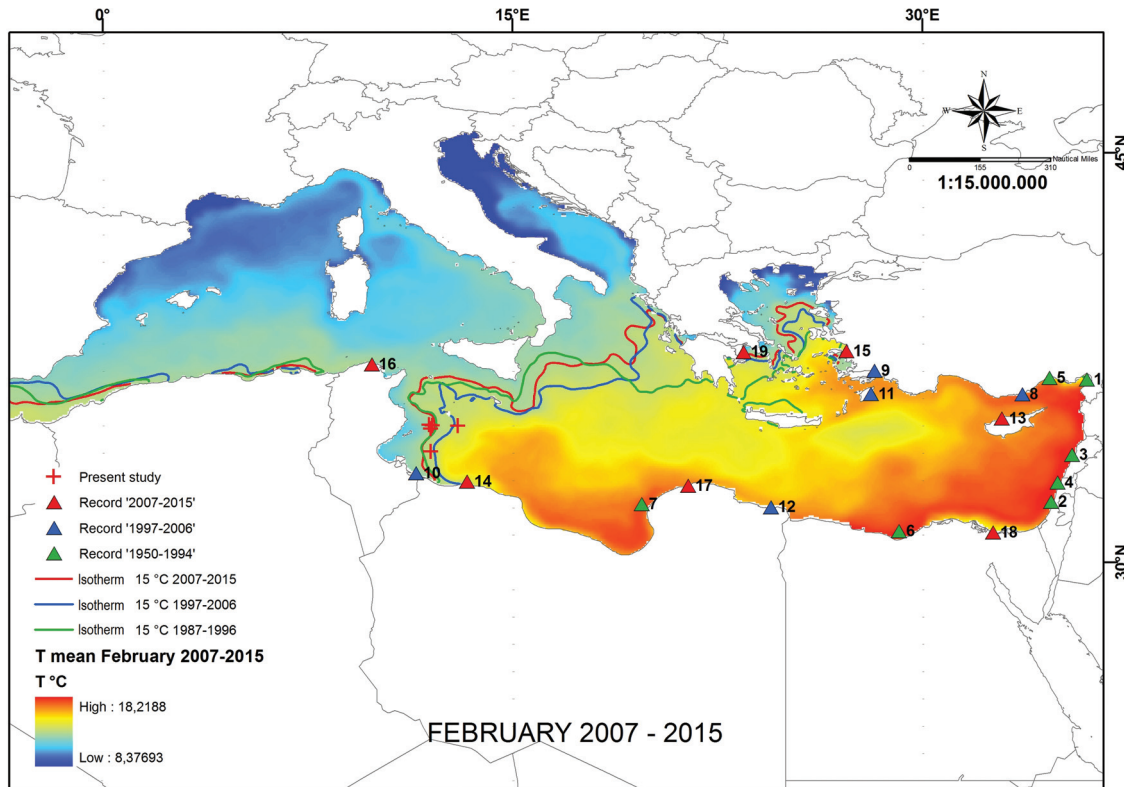 0° 15°E 30°E
N
W E
S
45°N
Nautical Miles
0 155 310
1:15.000.000
16
19
15
9
11
5
1
8
13
3
4
2
10
14
17
7
12
6
18
30°N
Present study
Record '2007-2015'
Record '1997-2006'
Record '1950-1994'
Isotherm 15 °C 2007-2015
Isotherm 15 °C 1997-2006
Isotherm 15 °C 1987-1996
T mean February 2007-2015
T °C
High : 18,2188
Low : 8,37693
FEBRUARY 2007 - 2015